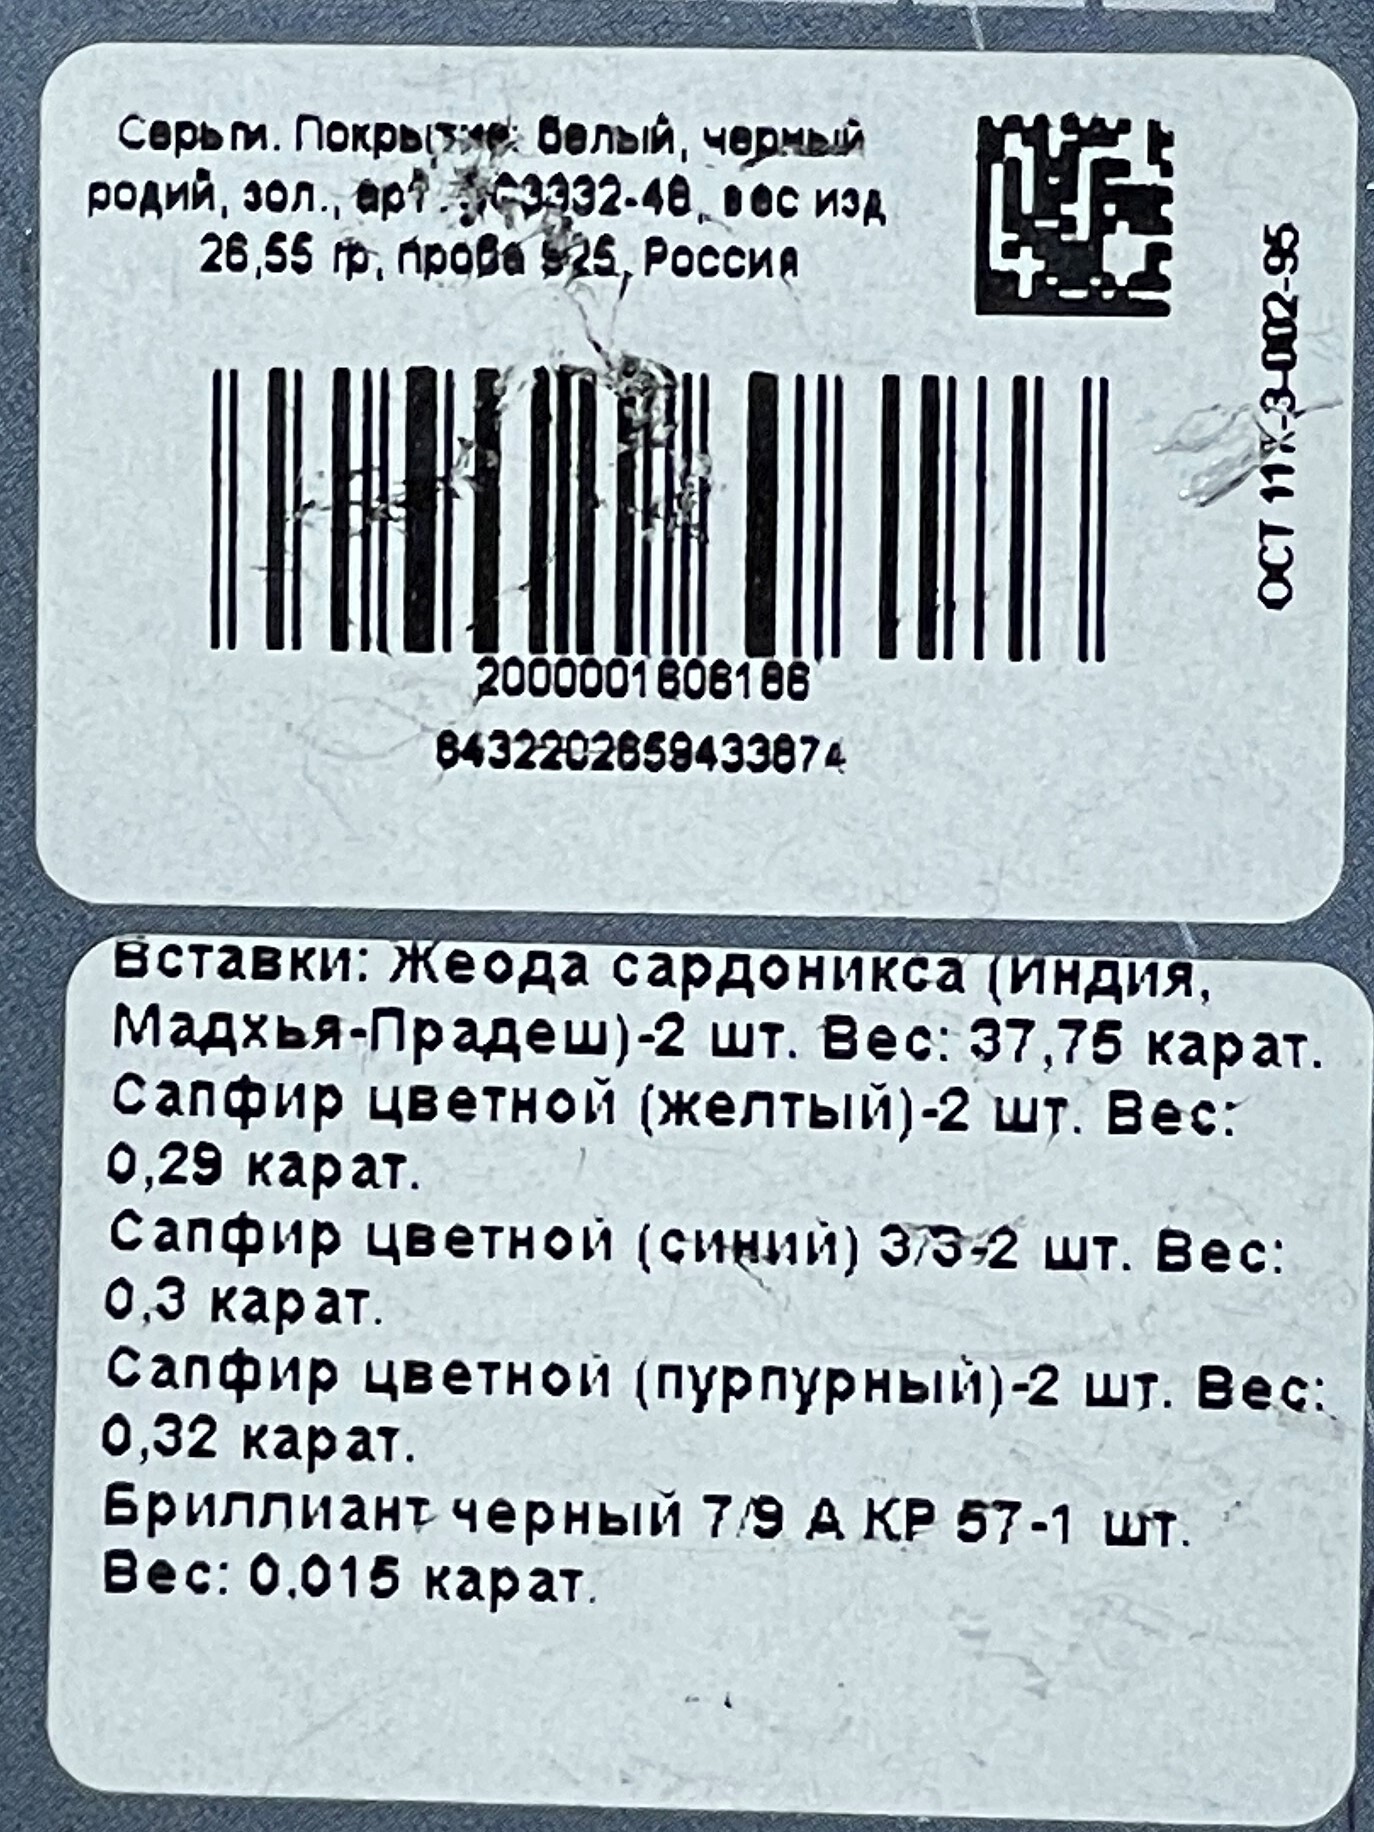 Серьги. Покрытие: белый, черный
родий, зол., арт. 3332-48, вес изд
26,55 гр, проба 925, Россия
ОСТ 117-3-002-95
2000001606186
6432202659433874
Вставки: Жеода сардоникса (Индия,
Мадхья-Прадеш)-2 шт. Вес: 37,75 карат.
Сапфир цветной (желтый)-2 шт. Вес:
0,29 карат.
Сапфир цветной (синий) 3/3-2 шт. Вес:
0,3 карат.
Сапфир цветной (пурпурный)-2 шт. Вес:
0,32 карат.
Бриллиант черный 7/9 А КР 57-1 шт.
Вес: 0,015 карат.